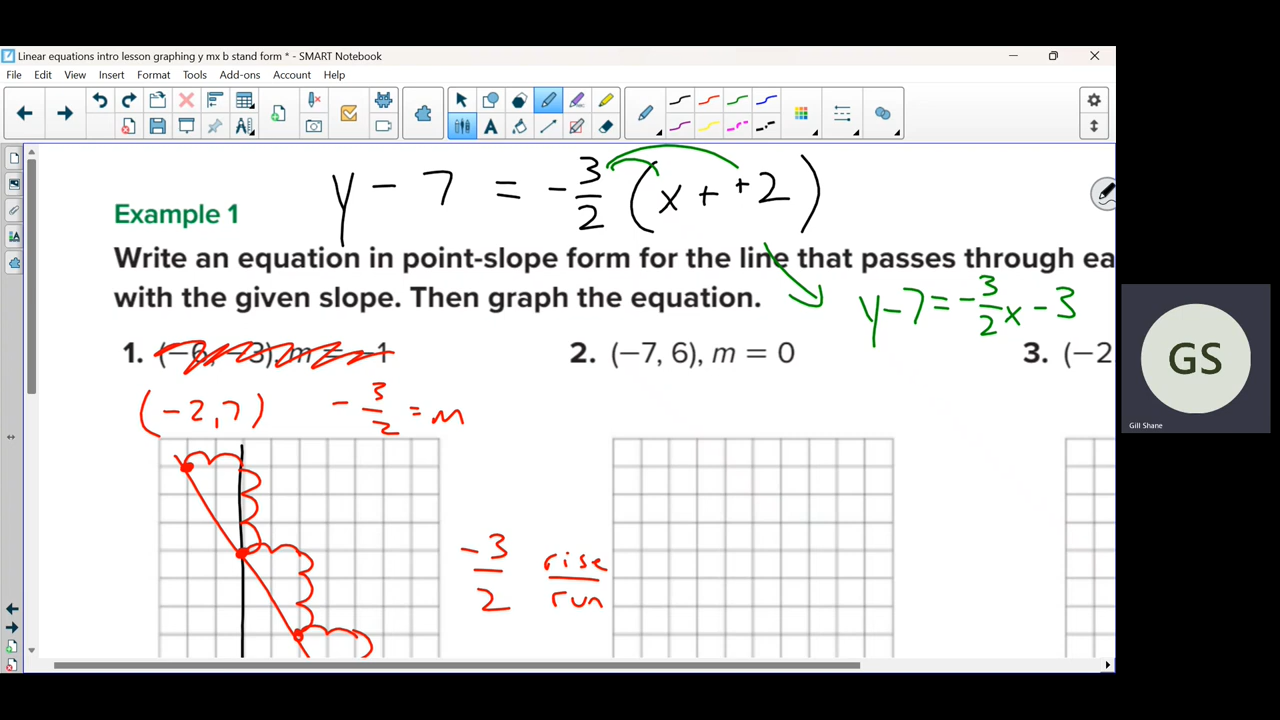 Linear equations intro lesson graphing y mx b stand form * - SMART Notebook
File Edit View Insert Format Tools Add-ons Account Help
y - 7 = -3/2 (x + +2)
Example 1
Write an equation in point-slope form for the line that passes through ea
with the given slope. Then graph the equation.
y - 7 = -3/2 x - 3
1. (−6, −3), m = −1
2. (−7, 6), m = 0
3. (−2
(-2, 7) -3/2 = m
-3/2 rise/run
GS
Gill Shane